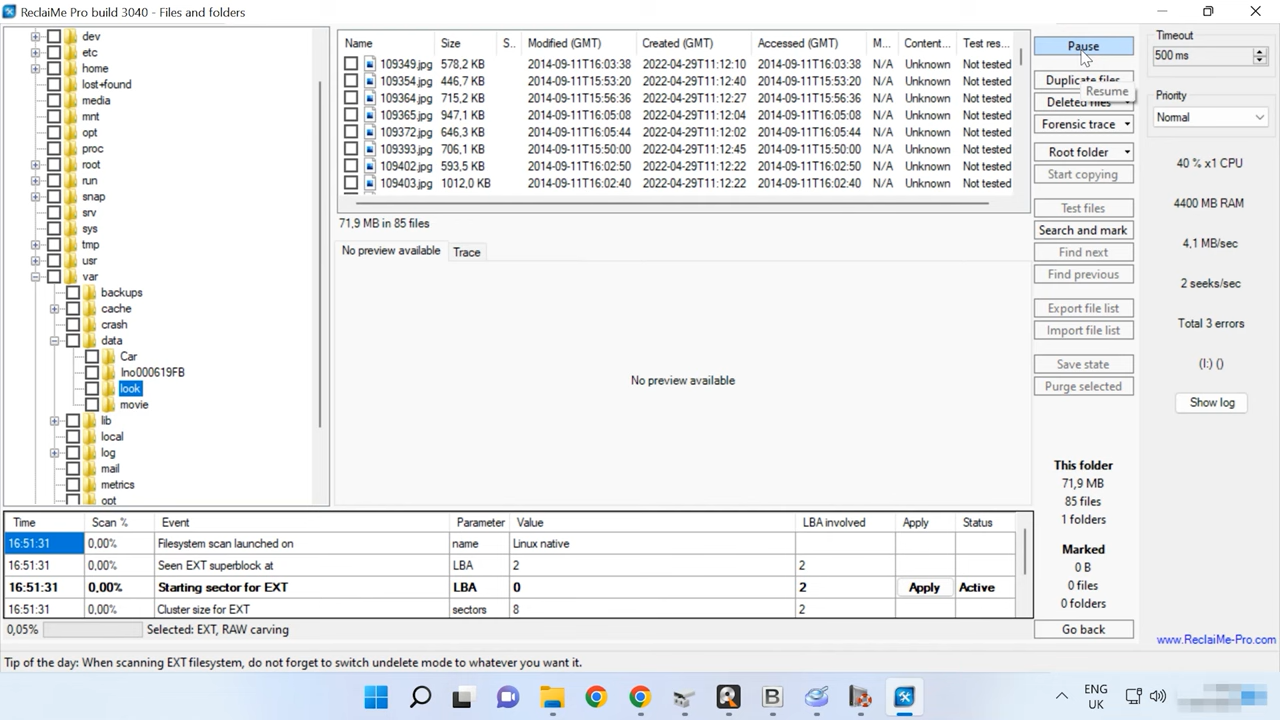 ReclaiMe Pro build 3040 - Files and folders
dev
etc
home
lost+found
media
mnt
opt
proc
root
run
snap
srv
sys
tmp
usr
var
backups
cache
crash
data
Car
Ino000619FB
look
movie
lib
local
log
mail
metrics
opt
Name Size S.. Modified (GMT) Created (GMT) Accessed (GMT) M... Content... Test res...
109349.jpg 578,2 KB 2014-09-11T16:03:38 2022-04-29T11:12:10 2014-09-11T16:03:38 N/A Unknown Not tested
109354.jpg 446,7 KB 2014-09-11T15:53:20 2022-04-29T11:12:40 2014-09-11T15:53:20 N/A Unknown Not tested
109364.jpg 715,2 KB 2014-09-11T15:56:36 2022-04-29T11:12:27 2014-09-11T15:56:36 N/A Unknown Not tested
109365.jpg 947,1 KB 2014-09-11T16:05:08 2022-04-29T11:12:04 2014-09-11T16:05:08 N/A Unknown Not tested
109372.jpg 646,3 KB 2014-09-11T16:05:44 2022-04-29T11:12:02 2014-09-11T16:05:44 N/A Unknown Not tested
109393.jpg 706,1 KB 2014-09-11T15:50:00 2022-04-29T11:12:45 2014-09-11T15:50:00 N/A Unknown Not tested
109402.jpg 593,5 KB 2014-09-11T16:02:50 2022-04-29T11:12:22 2014-09-11T16:02:50 N/A Unknown Not tested
109403.jpg 1012,0 KB 2014-09-11T16:02:40 2022-04-29T11:12:22 2014-09-11T16:02:40 N/A Unknown Not tested
71,9 MB in 85 files
No preview available Trace
No preview available
Pause
Duplicate files
Resume
Deleted files
Forensic trace
Root folder
Start copying
Test files
Search and mark
Find next
Find previous
Export file list
Import file list
Save state
Purge selected
This folder
71,9 MB
85 files
1 folders
Marked
0 B
0 files
0 folders
Go back
Timeout
500 ms
Priority
Normal
40 % x1 CPU
4400 MB RAM
4,1 MB/sec
2 seeks/sec
Total 3 errors
(I:) ()
Show log
www.ReclaiMe-Pro.com
Time Scan % Event Parameter Value LBA involved Apply Status
16:51:31 0,00% Filesystem scan launched on name Linux native
16:51:31 0,00% Seen EXT superblock at LBA 2 2
16:51:31 0,00% Starting sector for EXT LBA 0 2 Apply Active
16:51:31 0,00% Cluster size for EXT sectors 8 2
0,05% Selected: EXT, RAW carving
Tip of the day: When scanning EXT filesystem, do not forget to switch undelete mode to whatever you want it.
B
ENG
UK